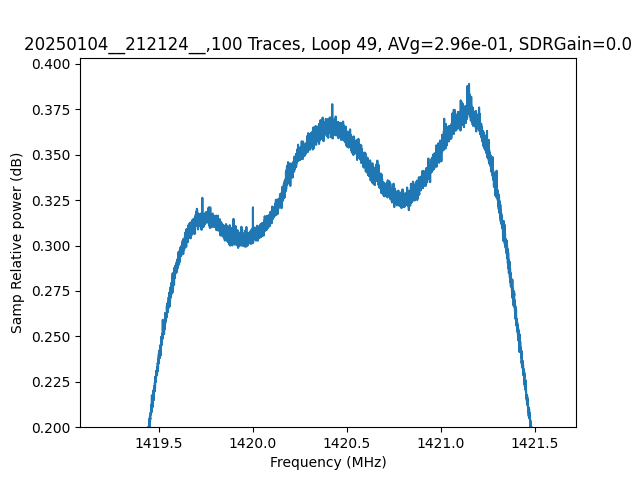 20250104__212124__,100 Traces, Loop 49, AVg=2.96e-01, SDRGain=0.0
0.400
0.375
0.350
0.325
0.300
0.275
0.250
0.225
0.200
Samp Relative power (dB)
1419.5 1420.0 1420.5 1421.0 1421.5
Frequency (MHz)